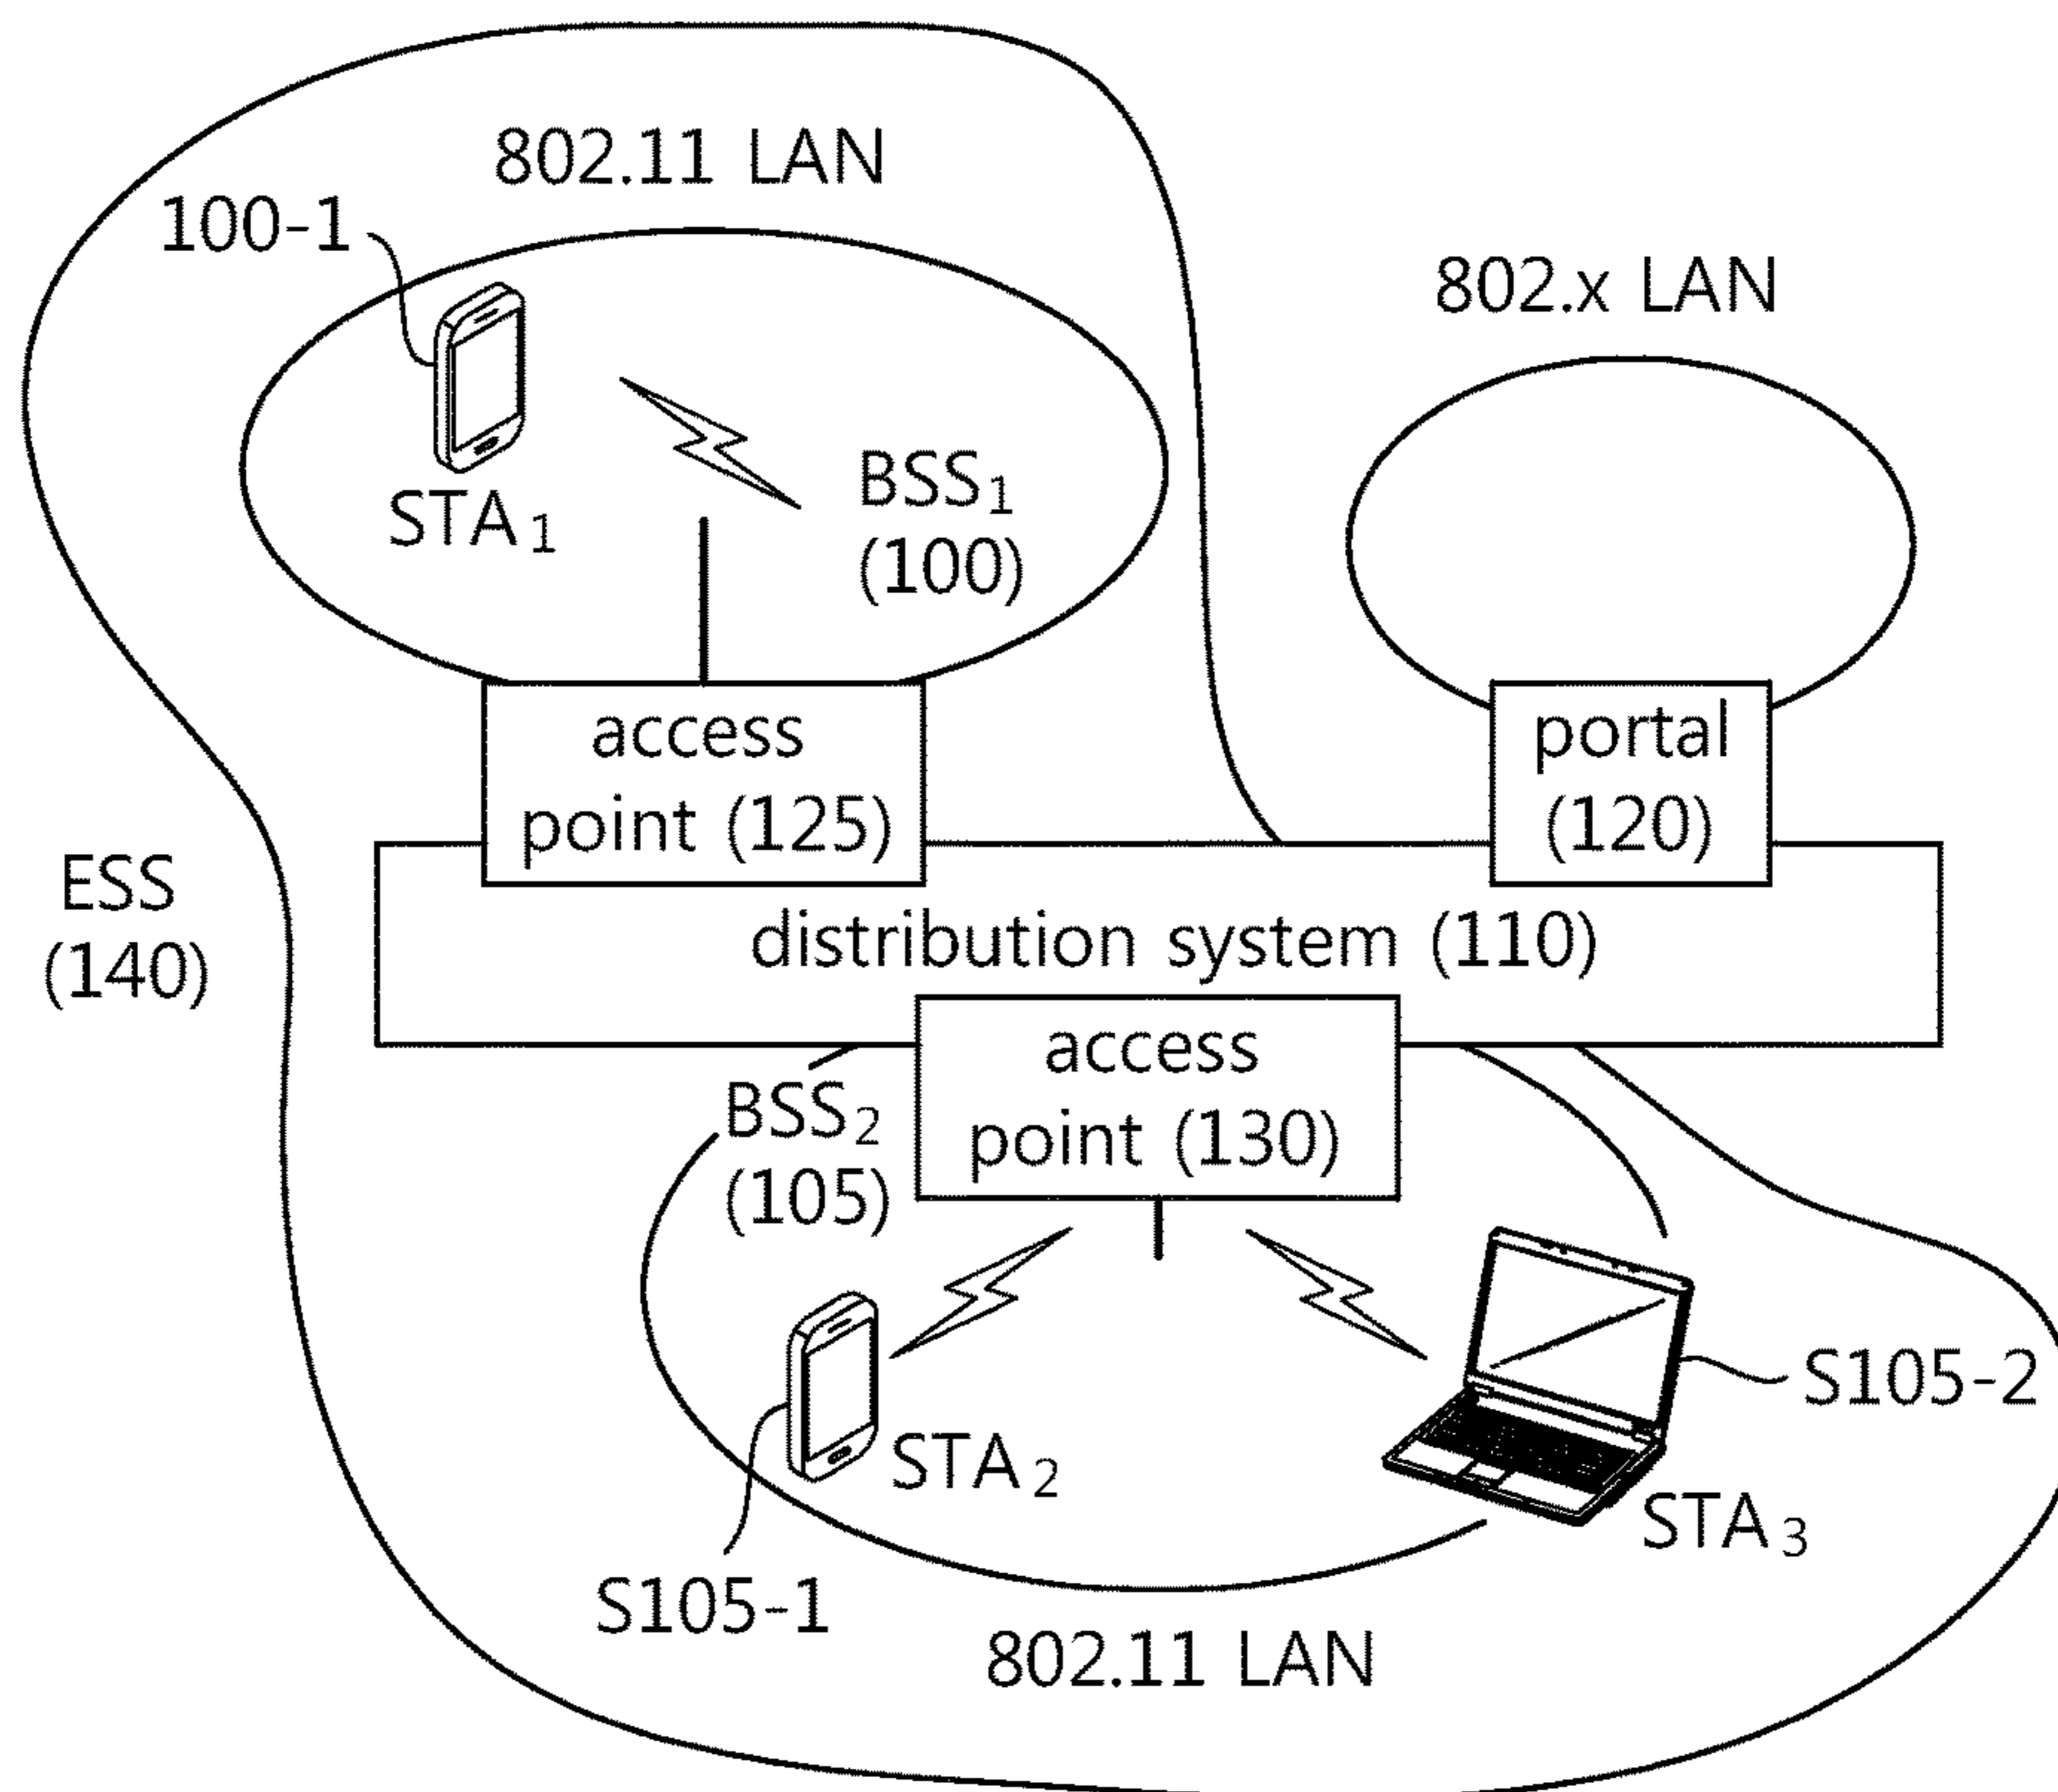 802.11 LAN
100-1
802.x LAN
STA1
BSS1
(100)
access
point (125)
portal
(120)
ESS
(140)
distribution system (110)
access
point (130)
BSS2
(105)
S105-2
STA2
STA3
S105-1
802.11 LAN